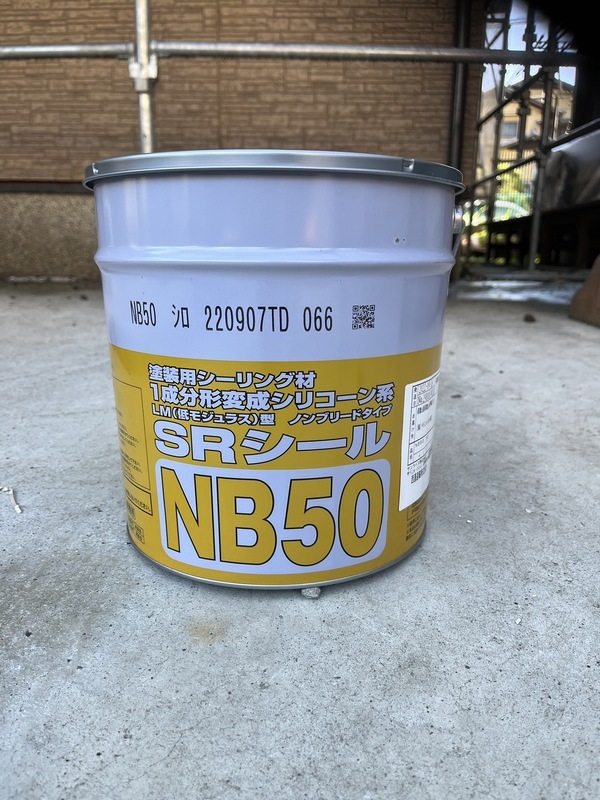 NB50 シロ 220907TD 066
塗装用シーリング材
1成分形変成シリコーン系
LM(低モジュラス)型 ノンブリードタイプ
SRシール
NB50